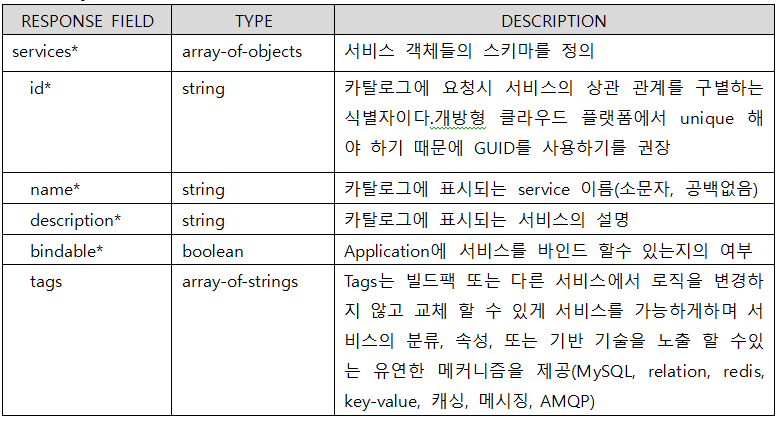 RESPONSE FIELD TYPE DESCRIPTION
services* array-of-objects 서비스 객체들의 스키마를 정의
id* string 카탈로그에 요청시 서비스의 상관 관계를 구별하는
식별자이다.개방형 클라우드 플랫폼에서 unique 해
야 하기 때문에 GUID를 사용하기를 권장
name* string 카탈로그에 표시되는 service 이름(소문자, 공백없음)
description* string 카탈로그에 표시되는 서비스의 설명
bindable* boolean Application에 서비스를 바인드 할수 있는지의 여부
tags array-of-strings Tags는 빌드팩 또는 다른 서비스에서 로직을 변경하
지 않고 교체 할 수 있게 서비스를 가능하게하며 서
비스의 분류, 속성, 또는 기반 기술을 노출 할 수있
는 유연한 메커니즘을 제공(MySQL, relation, redis,
key-value, 캐싱, 메시징, AMQP)